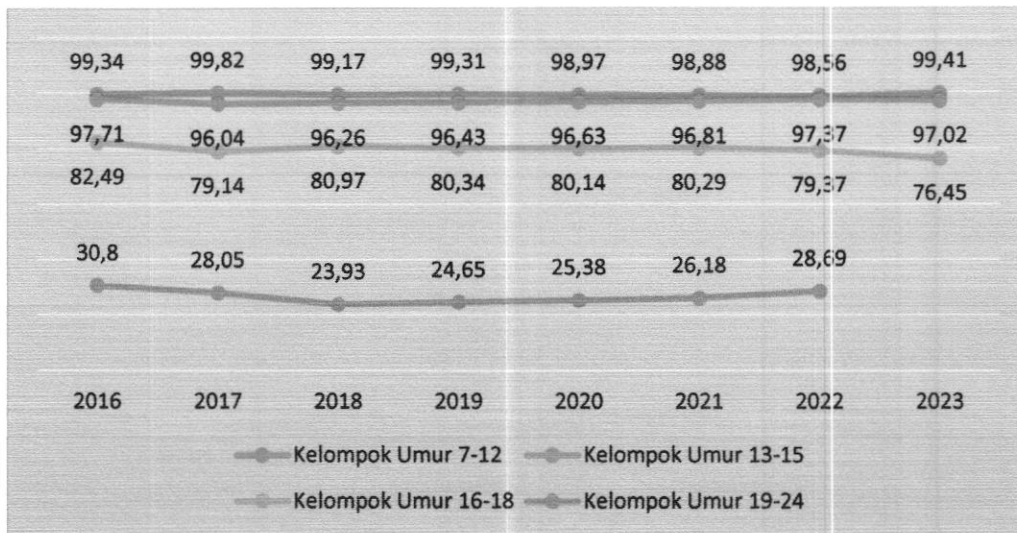 99,34 99,82 99,17 99,31 98,97 98,88 98,56 99,41
97,71 96,04 96,26 96,43 96,63 96,81 97,37 97,02
82,49 79,14 80,97 80,34 80,14 80,29 79,37 76,45
30,8 28,05 23,93 24,65 25,38 26,18 28,69
2016 2017 2018 2019 2020 2021 2022 2023
Kelompok Umur 7-12 Kelompok Umur 13-15
Kelompok Umur 16-18 Kelompok Umur 19-24